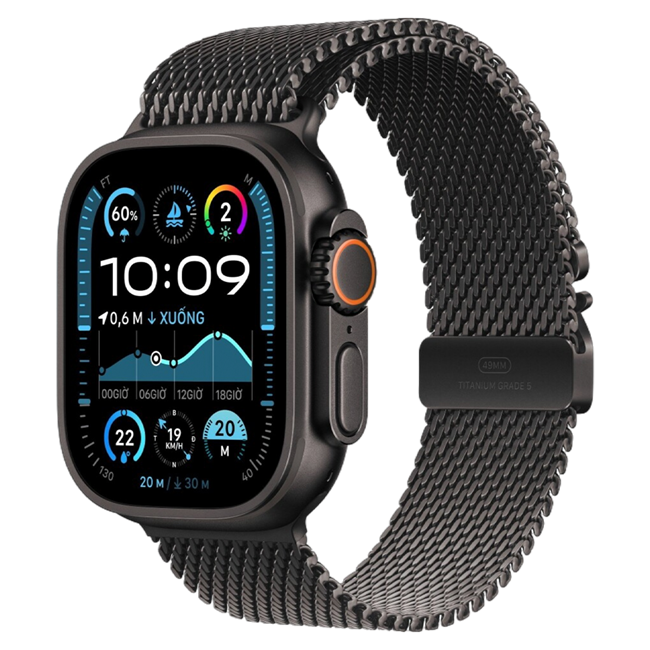 FT
M
60%
2
10:09
0,6 M ↓ XUỐNG
00GIỜ
06GIỜ
12GIỜ
18GIỜ
22
B
T
19
KM/H
Đ
N
20
M
130
40
20 M / ↓ 30 M
49MM
TITANIUM GRADE 5